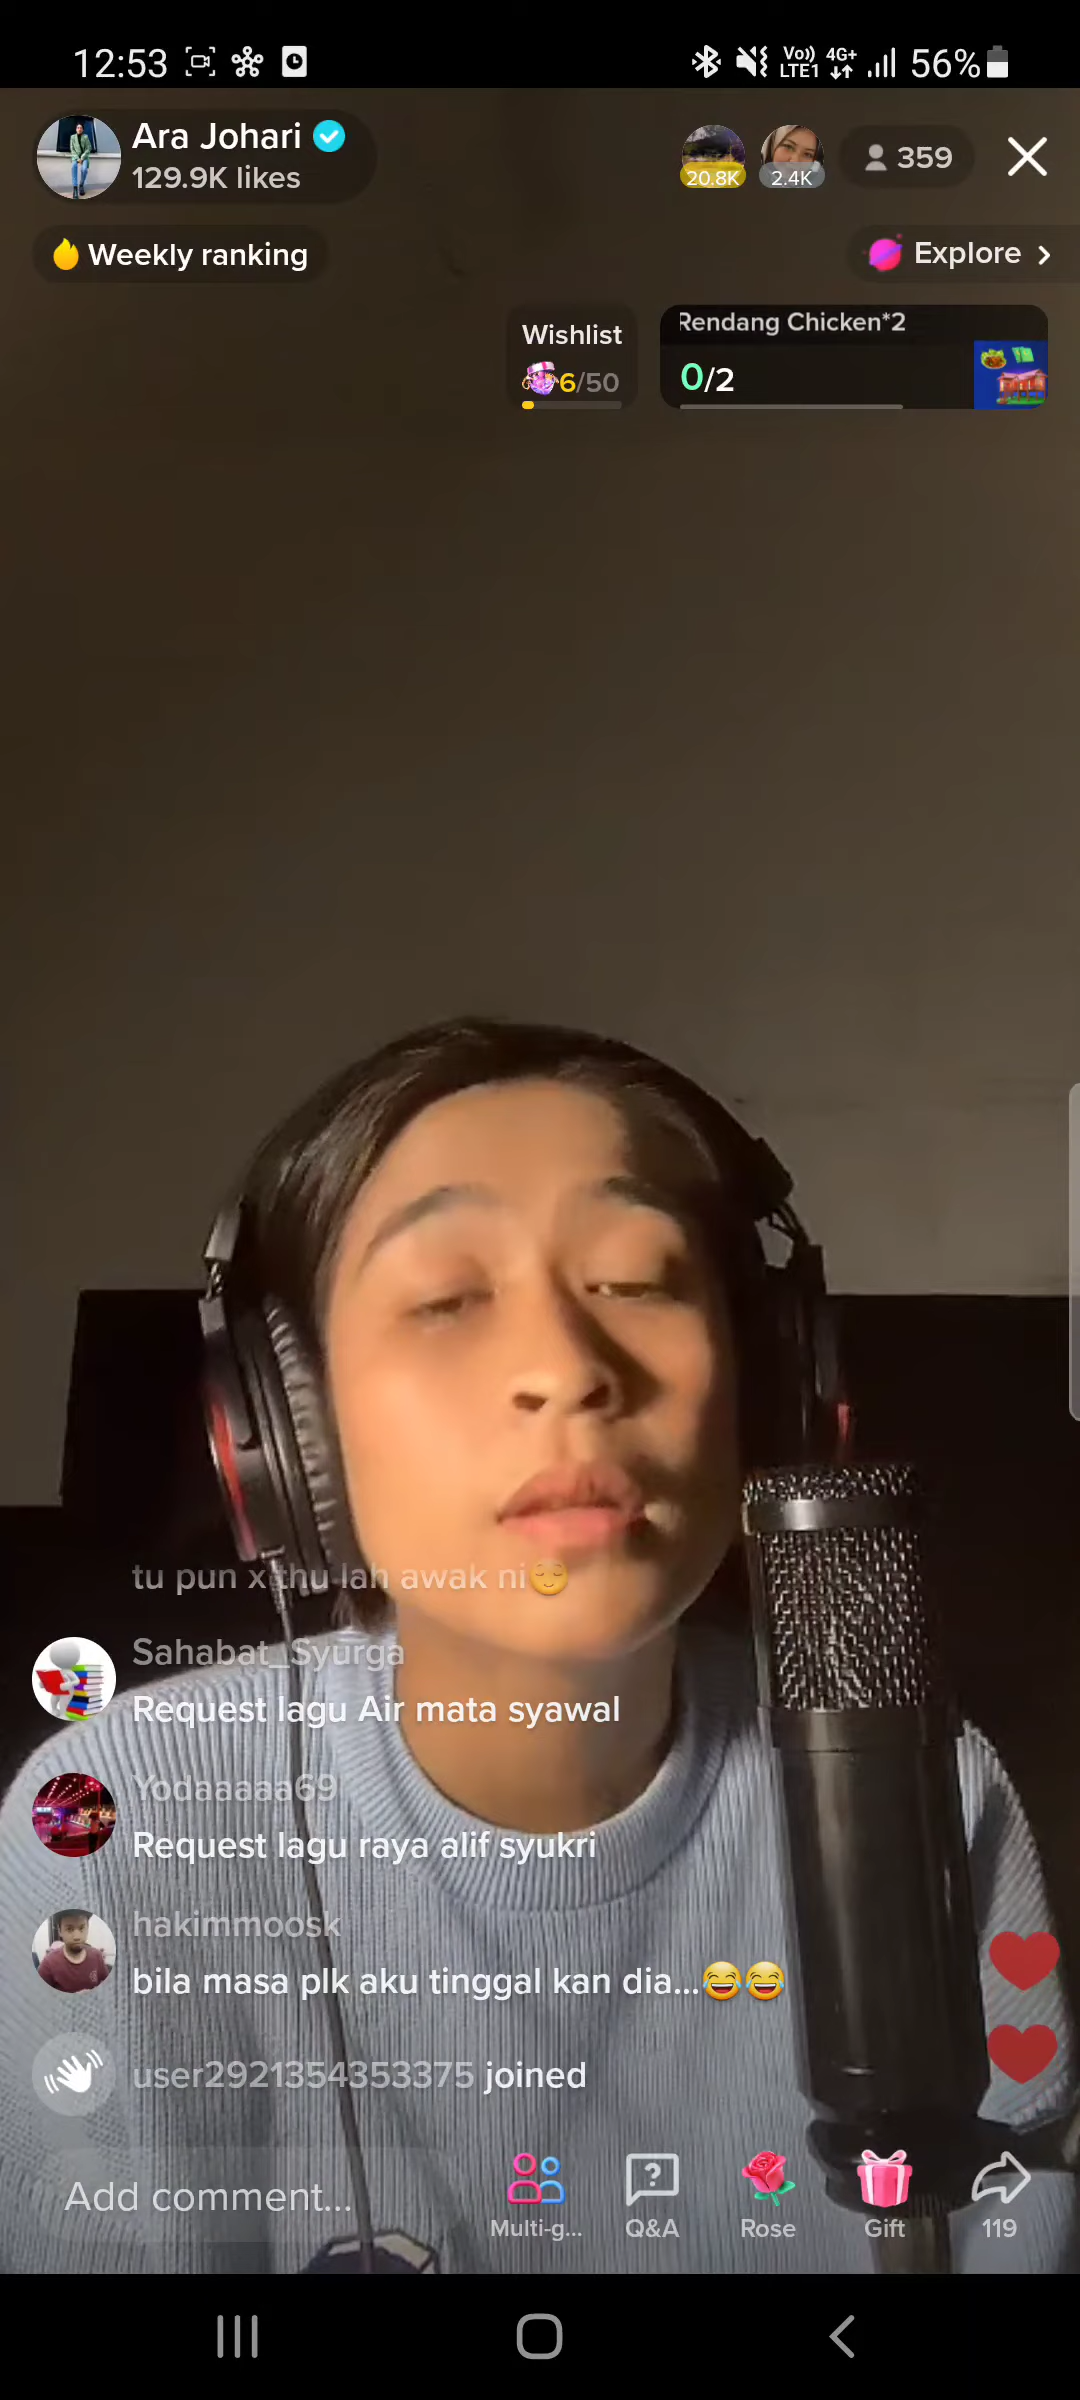 12:53
Vo)) LTE1 4G+ 56%
Ara Johari
129.9K likes
20.8K
2.4K
359
Weekly ranking
Explore
Wishlist
6/50
Rendang Chicken*2
0/2
tu pun x thu lah awak ni😌
Sahabat_Syurga
Request lagu Air mata syawal
Yodaaaaa69
Request lagu raya alif syukri
hakimmoosk
bila masa plk aku tinggal kan dia...😂😂
user2921354353375 joined
Add comment...
Multi-g...
Q&A
Rose
Gift
119